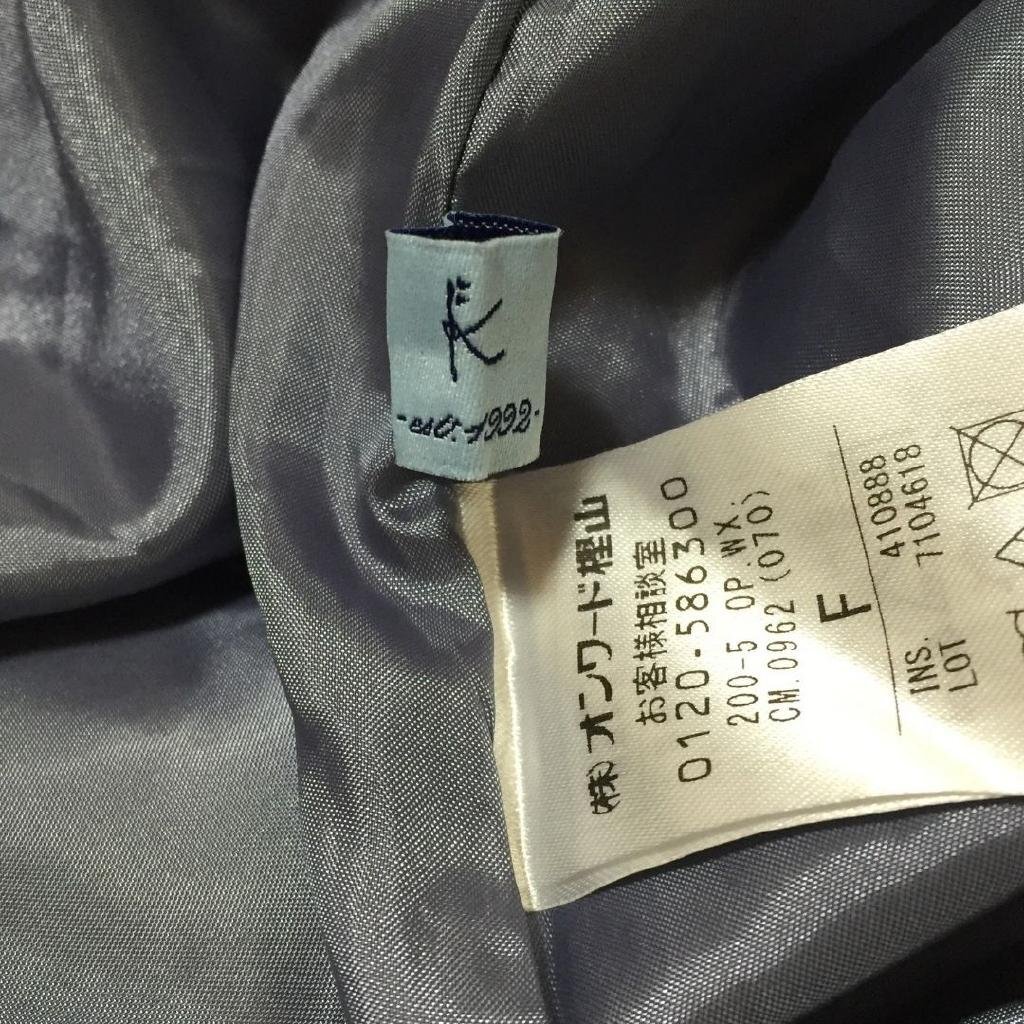 K
-est.1992-
(株)オンワード樫山
お客様相談室
0120-586300
200-5 OP.WX.
CM.0962 (070)
F
INS. 410888
LOT 7104618